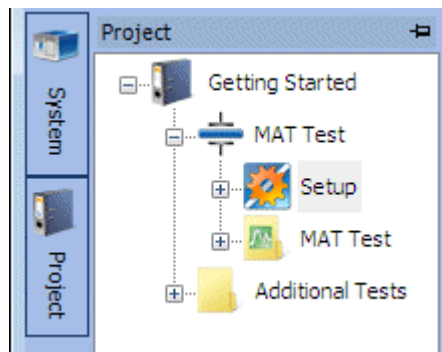 Project
System
Project
Getting Started
MAT Test
Setup
MAT Test
Additional Tests